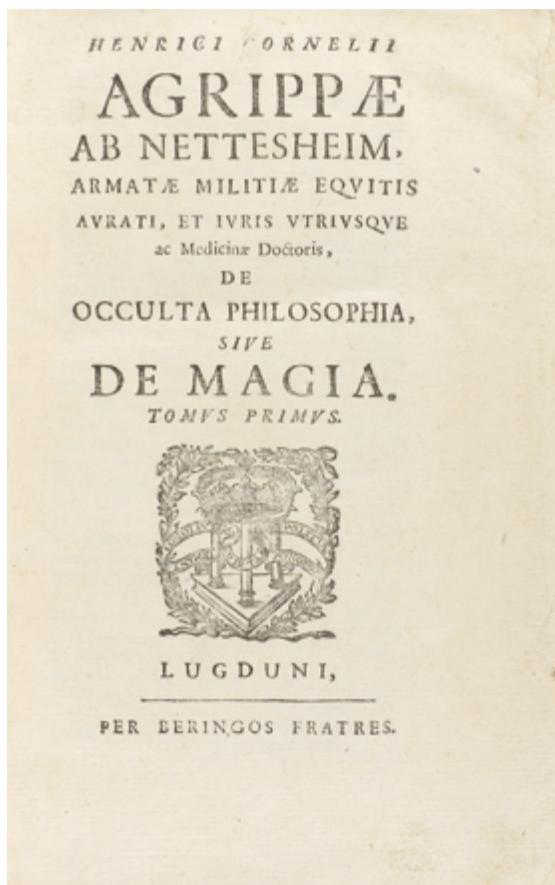 HENRICI CORNELII
AGRIPPÆ
AB NETTESHEIM,
ARMATÆ MILITIÆ EQVITIS
AVRATI, ET IVRIS VTRIVSQVE
ac Medicinæ Doctoris,
DE
OCCULTA PHILOSOPHIA,
SIVE
DE MAGIA.
TOMVS PRIMVS.
LUGDUNI,
PER BERINGOS FRATRES.